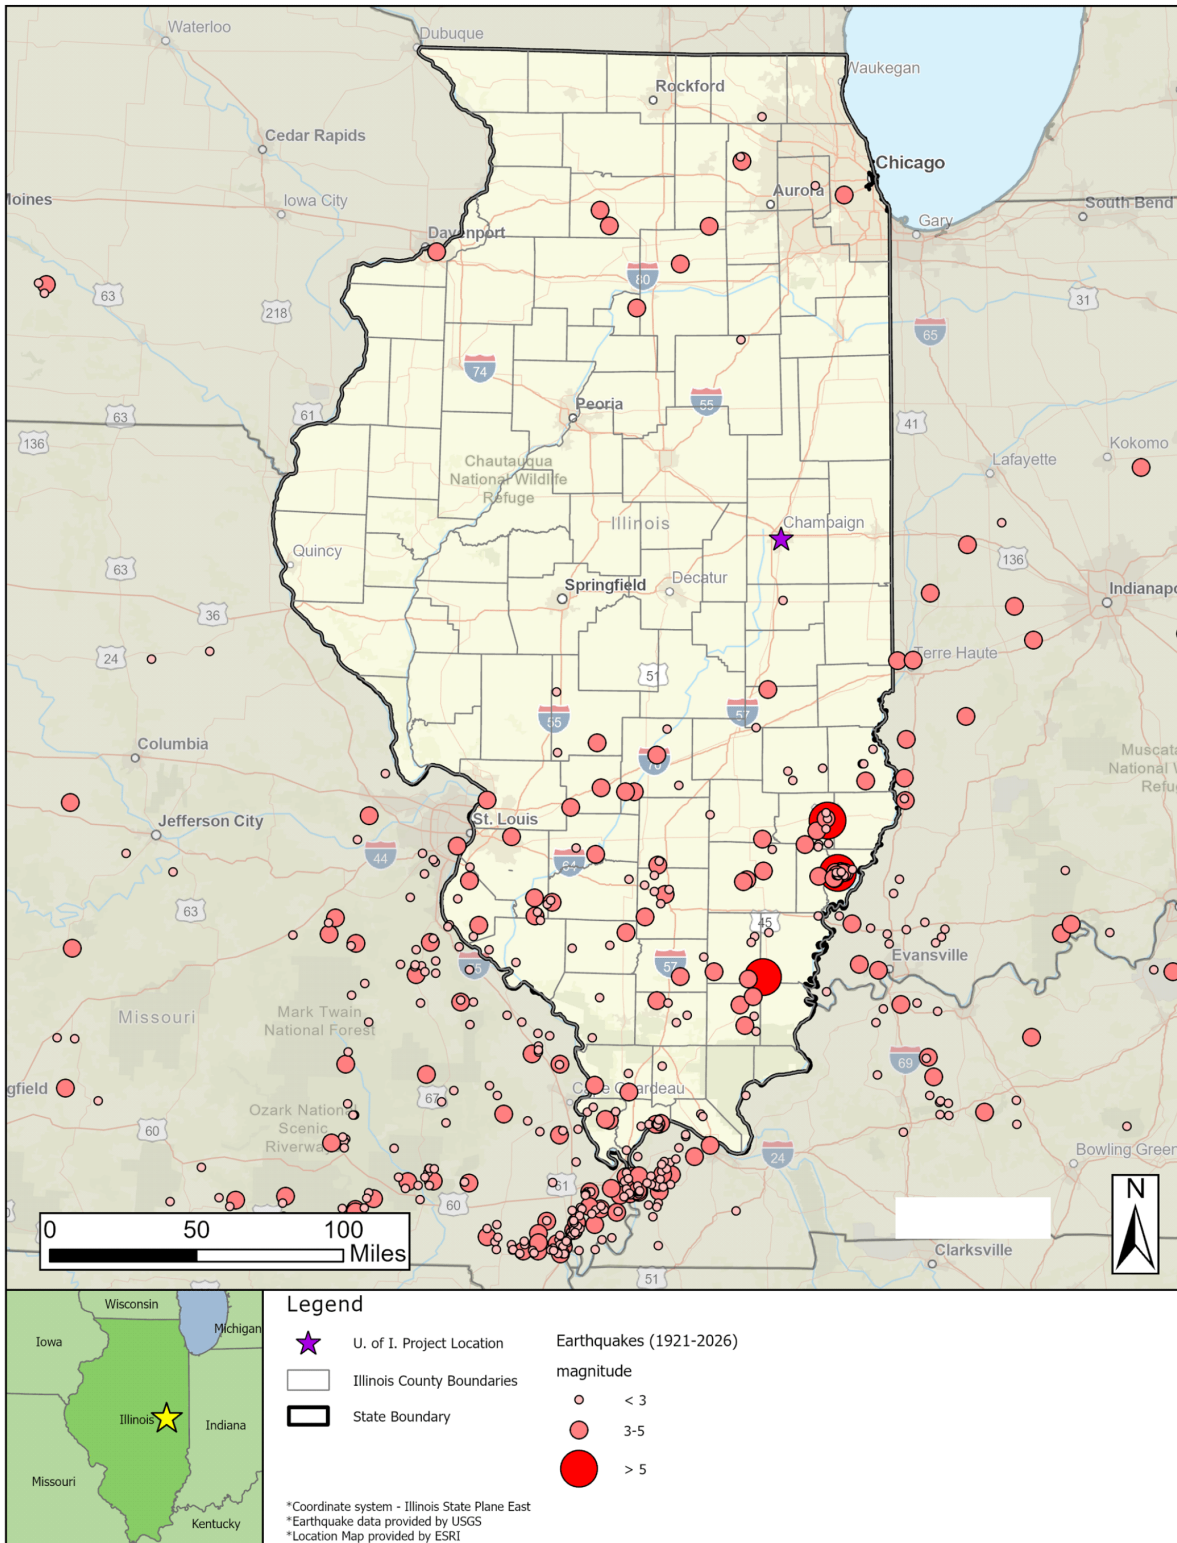 Waterloo
Dubuque
Waukegan
Rockford
Cedar Rapids
Chicago
Aurora
Moines
Iowa City
South Bend
Gary
Davenport
80
63
31
218
65
74
55
Peoria
61
63
41
136
Kokomo
Lafayette
Chautauqua
National Wildlife
Refuge
Illinois
Champaign
Quincy
136
63
Springfield
Decatur
Indianapo
36
24
Terre Haute
51
57
55
Columbia
70
Muscata
National W
Refu
St. Louis
Jefferson City
44
64
63
45
Evansville
57
55
Missouri
Mark Twain
National Forest
69
gfield
Cape Girardeau
67
Ozark National
Scenic
Riverway
60
24
Bowling Green
61
60
N
0 50 100
Miles
Clarksville
51
Wisconsin
Michigan
Iowa
Illinois
Indiana
Missouri
Kentucky
Legend
U. of I. Project Location
Illinois County Boundaries
State Boundary
Earthquakes (1921-2026)
magnitude
< 3
3-5
> 5
*Coordinate system - Illinois State Plane East
*Earthquake data provided by USGS
*Location Map provided by ESRI